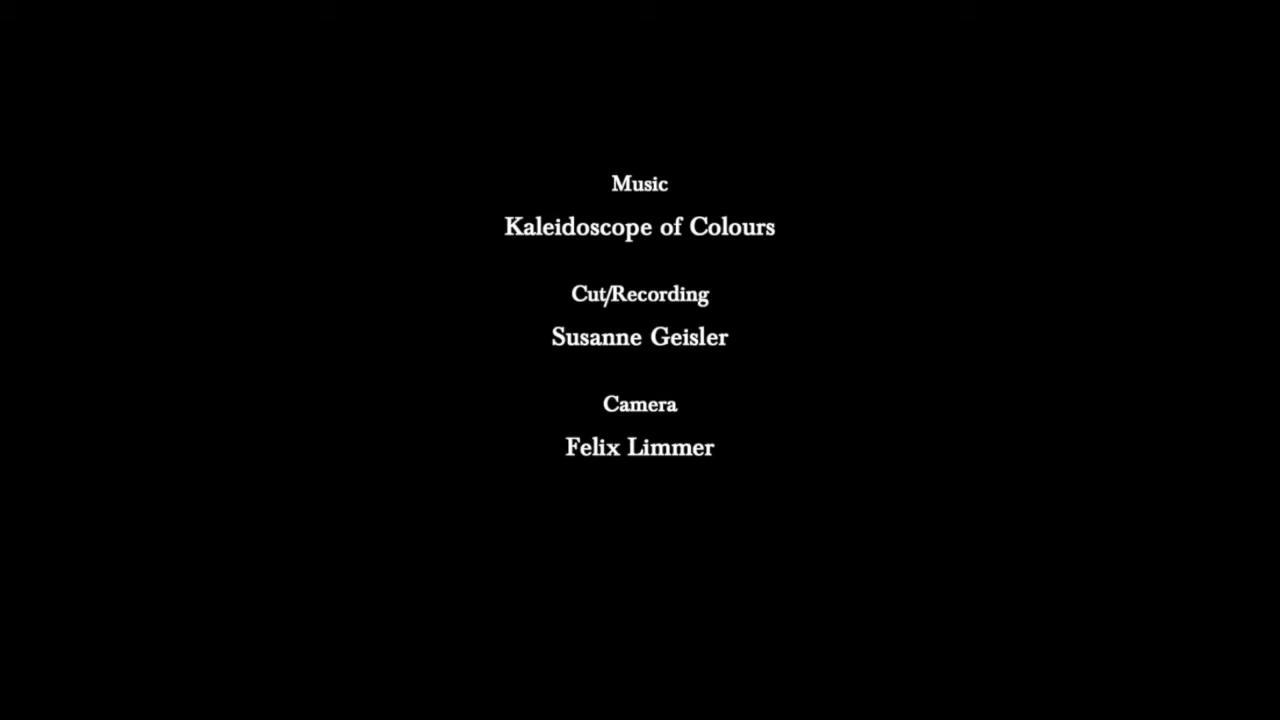 Music
Kaleidoscope of Colours
Cut/Recording
Susanne Geisler
Camera
Felix Limmer